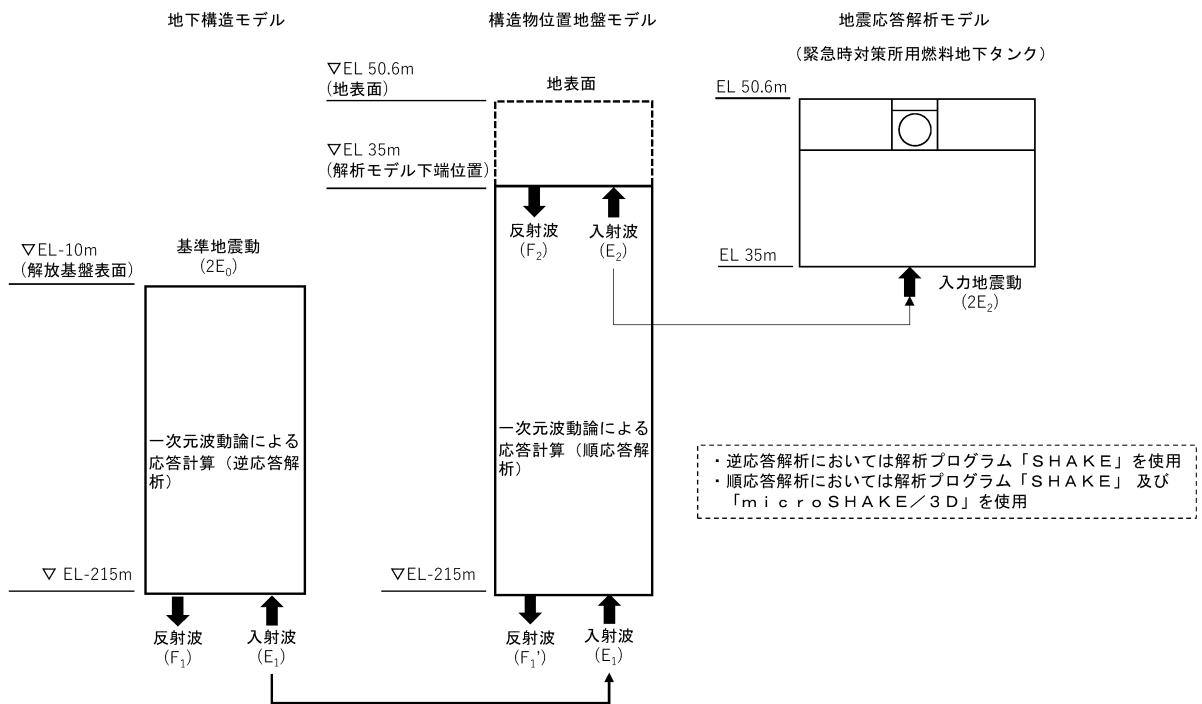 地下構造モデル
▽EL-10m
(解放基盤表面)
基準地震動
(2E₀)
一次元波動論による
応答計算（逆応答解
析）
▽ EL-215m
反射波
(F₁)
入射波
(E₁)
構造物位置地盤モデル
▽EL 50.6m
(地表面)
地表面
▽EL 35m
(解析モデル下端位置)
反射波
(F₂)
入射波
(E₂)
一次元波動論による
応答計算（順応答解
析）
▽EL-215m
反射波
(F₁')
入射波
(E₁)
地震応答解析モデル
（緊急時対策所用燃料地下タンク）
EL 50.6m
EL 35m
入力地震動
(2E₂)
・逆応答解析においては解析プログラム「ＳＨＡＫＥ」を使用
・順応答解析においては解析プログラム「ＳＨＡＫＥ」 及び
「ｍｉｃｒｏＳＨＡＫＥ／３Ｄ」を使用